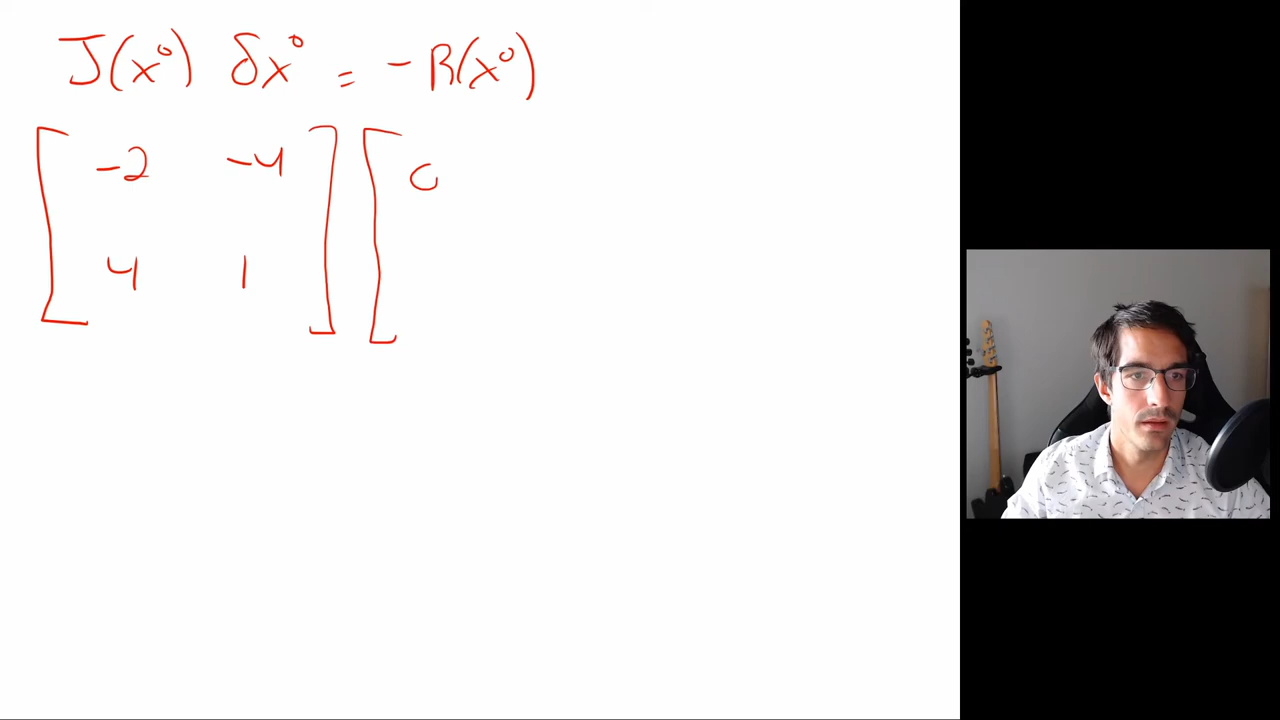 J(x⁰) δx⁰ = -R(x⁰)
[ -2 -4 ] [
4 1